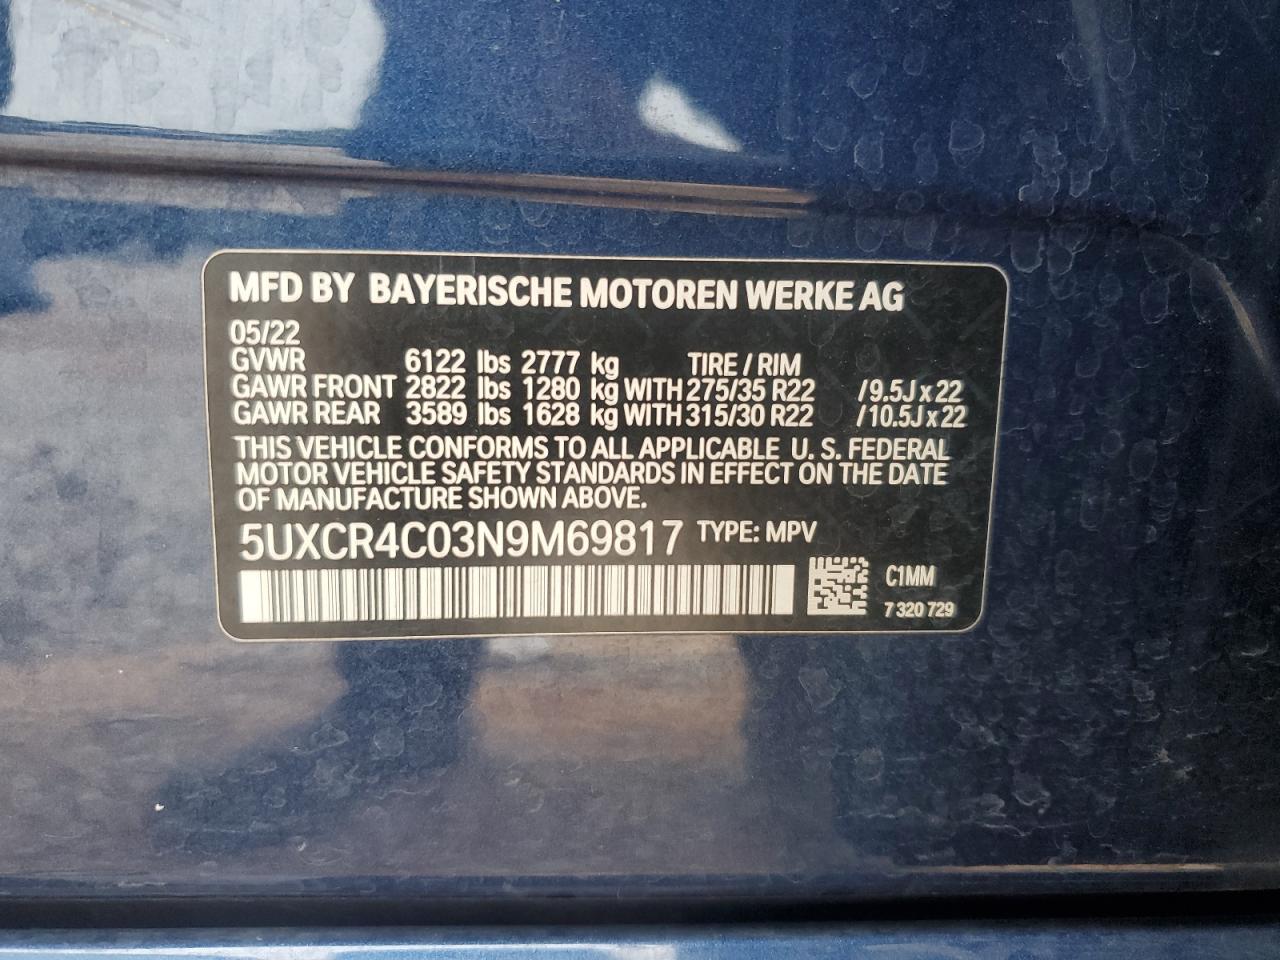 MFD BY BAYERISCHE MOTOREN WERKE AG
05/22
GVWR 6122 lbs 2777 kg TIRE / RIM
GAWR FRONT 2822 lbs 1280 kg WITH 275/35 R22 /9.5J x 22
GAWR REAR 3589 lbs 1628 kg WITH 315/30 R22 /10.5J x 22
THIS VEHICLE CONFORMS TO ALL APPLICABLE U. S. FEDERAL
MOTOR VEHICLE SAFETY STANDARDS IN EFFECT ON THE DATE
OF MANUFACTURE SHOWN ABOVE.
5UXCR4C03N9M69817 TYPE: MPV
C1MM
7 320 729